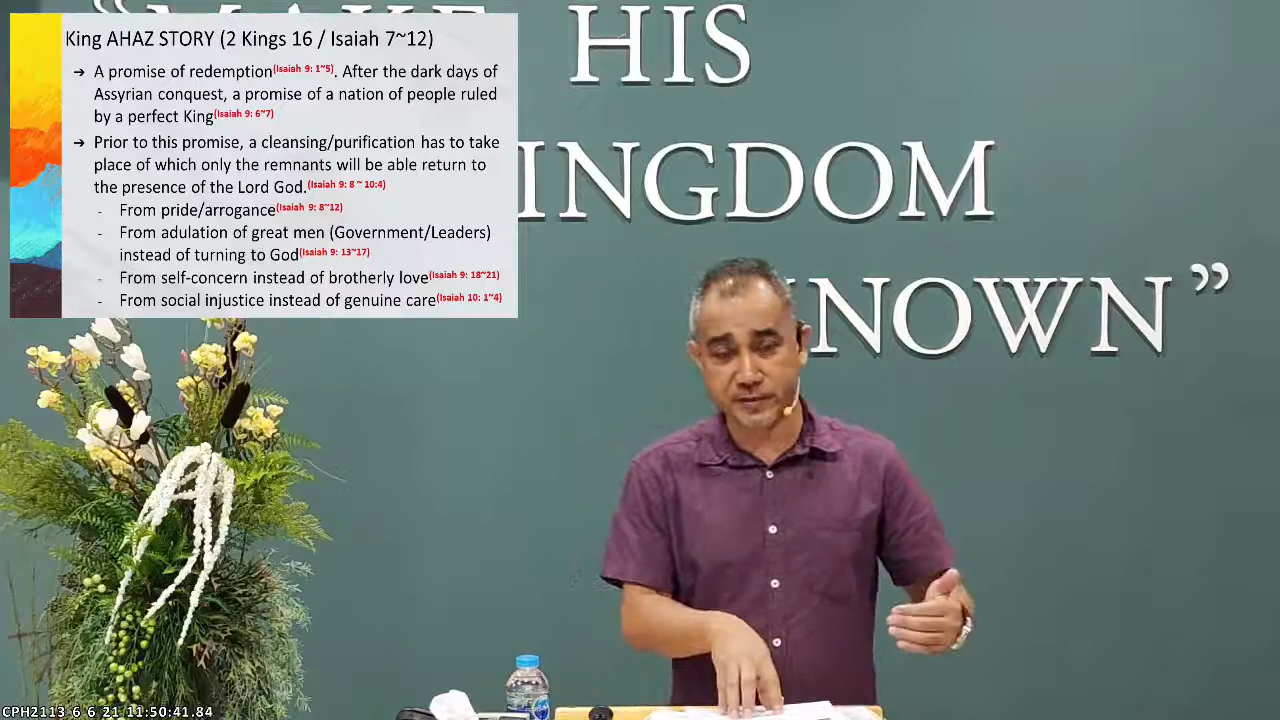 King AHAZ STORY (2 Kings 16 / Isaiah 7~12)
➔ A promise of redemption(Isaiah 9: 1~5). After the dark days of
Assyrian conquest, a promise of a nation of people ruled
by a perfect King(Isaiah 9: 6~7)
➔ Prior to this promise, a cleansing/purification has to take
place of which only the remnants will be able return to
the presence of the Lord God.(Isaiah 9: 8 ~ 10:4)
- From pride/arrogance(Isaiah 9: 8~12)
- From adulation of great men (Government/Leaders)
instead of turning to God(Isaiah 9: 13~17)
- From self-concern instead of brotherly love(Isaiah 9: 18~21)
- From social injustice instead of genuine care(Isaiah 10: 1~4)
“MAKE
HIS
INGDOM
NOWN”
CPH2113 6 6 21 11:50:41.84